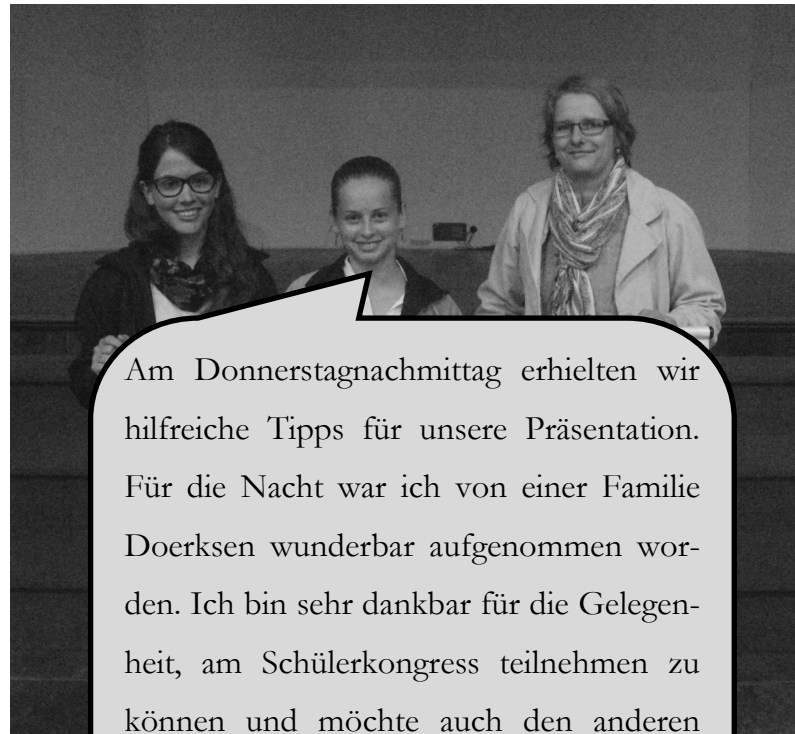 Am Donnerstagnachmittag erhielten wir
hilfreiche Tipps für unsere Präsentation.
Für die Nacht war ich von einer Familie
Doerksen wunderbar aufgenommen wor-
den. Ich bin sehr dankbar für die Gelegen-
heit, am Schülerkongress teilnehmen zu
können und möchte auch den anderen